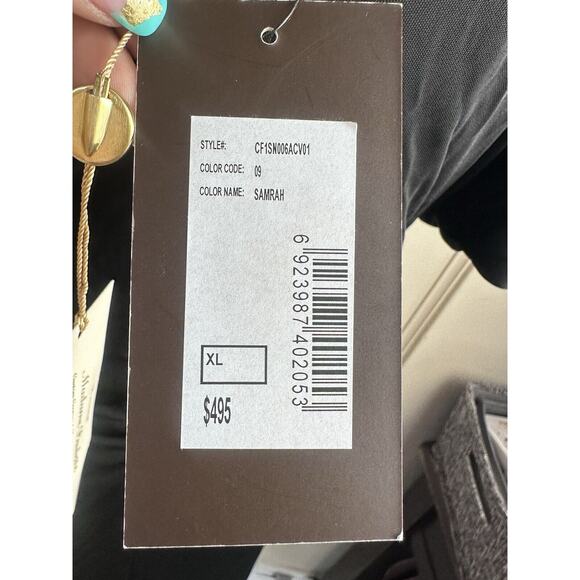 STYLE#: CF1SN006ACV01
COLOR CODE: 09
COLOR NAME: SAMRAH
6 923987 402053
XL
$495